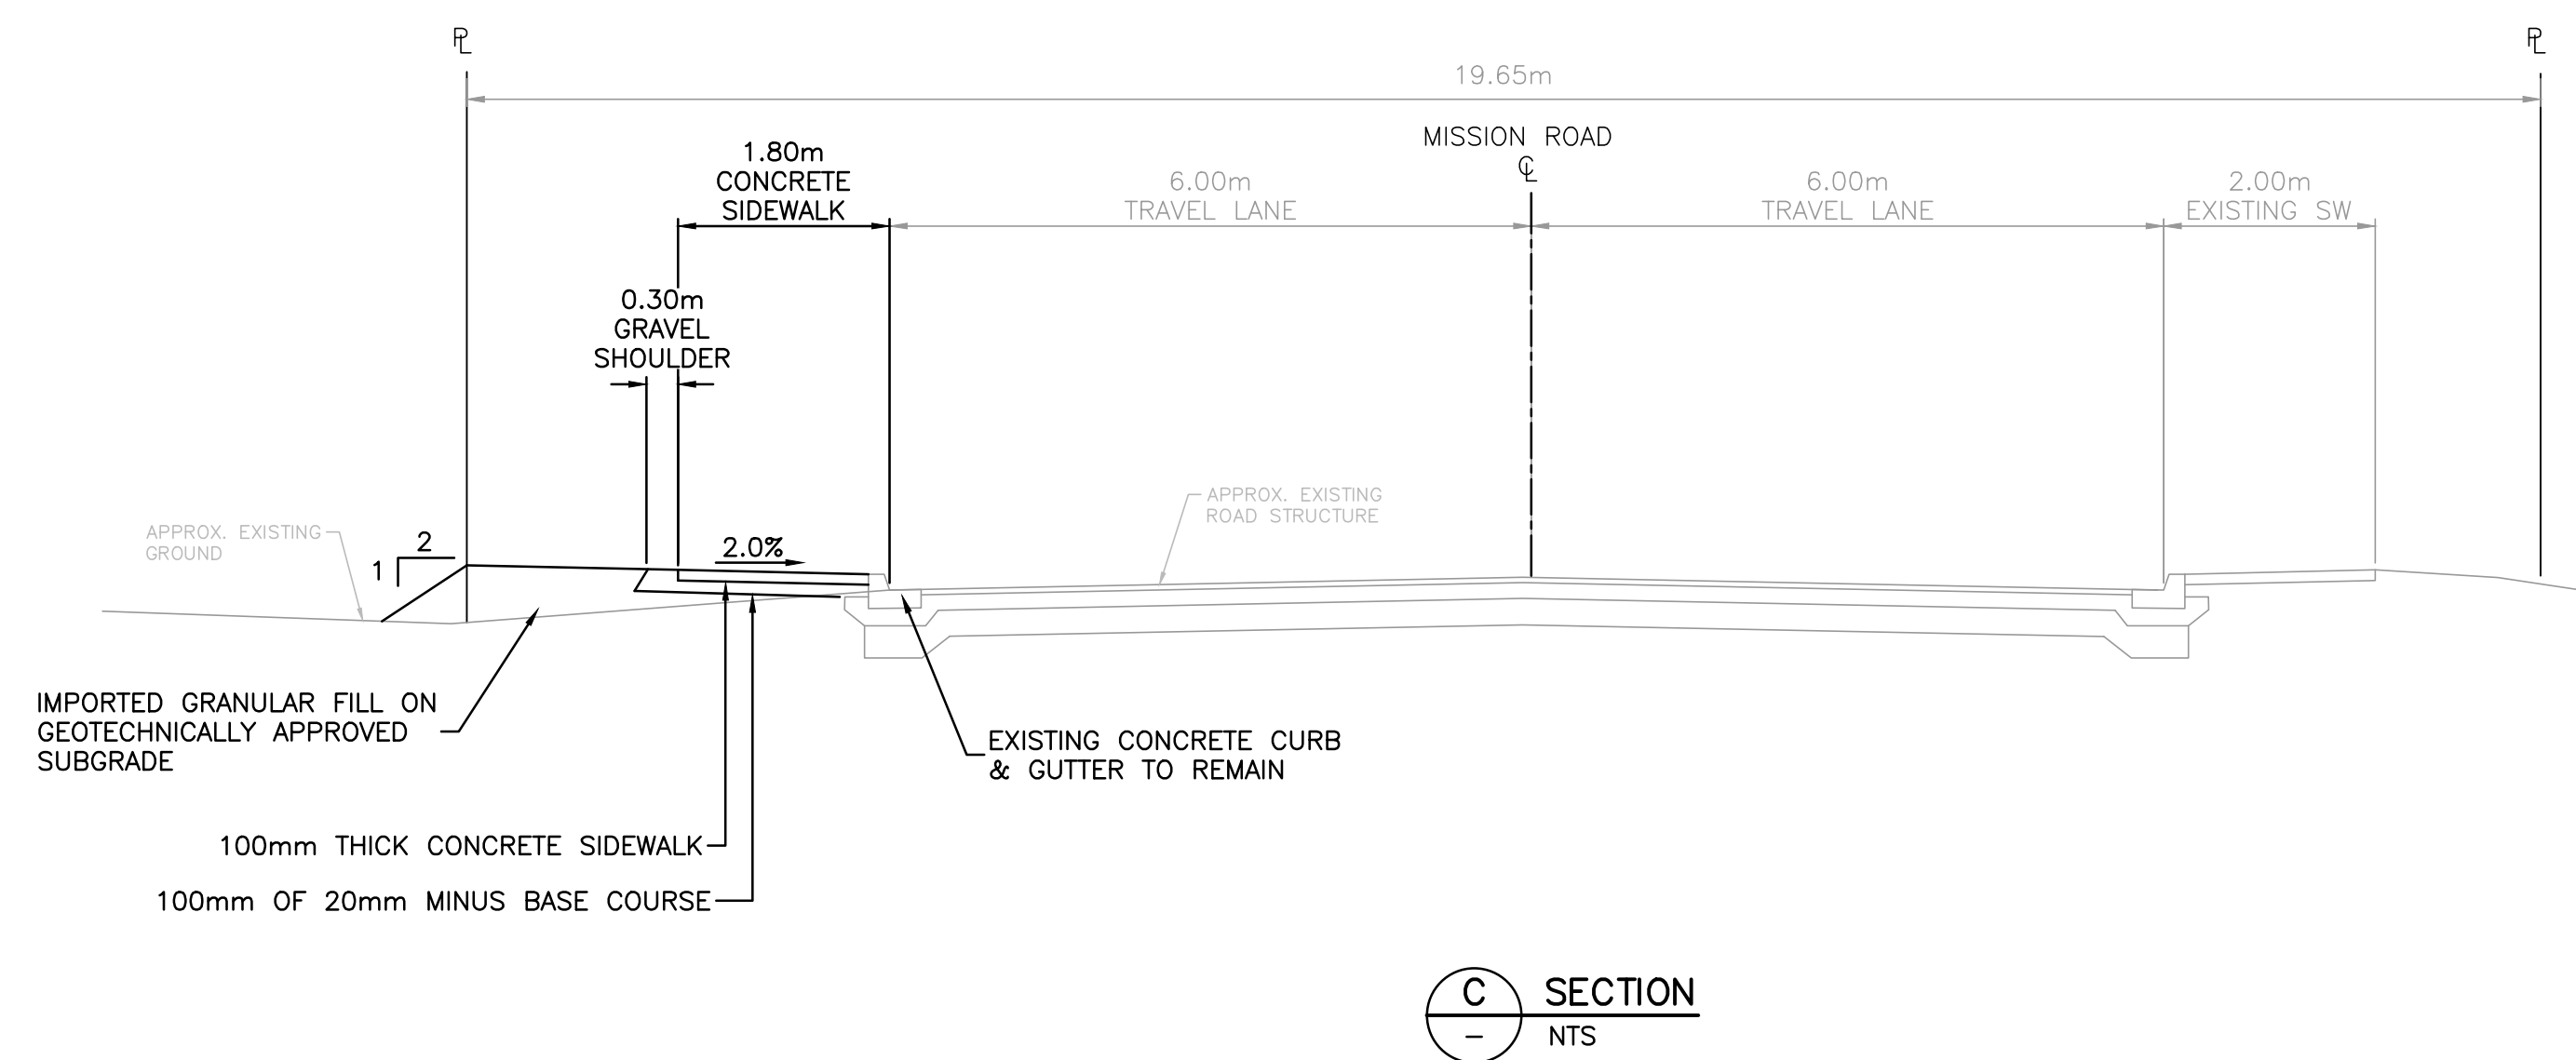 PL
PL
19.65m
MISSION ROAD
CL
1.80m
CONCRETE
SIDEWALK
6.00m
TRAVEL LANE
6.00m
TRAVEL LANE
2.00m
EXISTING SW
0.30m
GRAVEL
SHOULDER
APPROX. EXISTING
ROAD STRUCTURE
APPROX. EXISTING
GROUND
2
1
2.0%
IMPORTED GRANULAR FILL ON
GEOTECHNICALLY APPROVED
SUBGRADE
EXISTING CONCRETE CURB
& GUTTER TO REMAIN
100mm THICK CONCRETE SIDEWALK
100mm OF 20mm MINUS BASE COURSE
C
SECTION
–
NTS